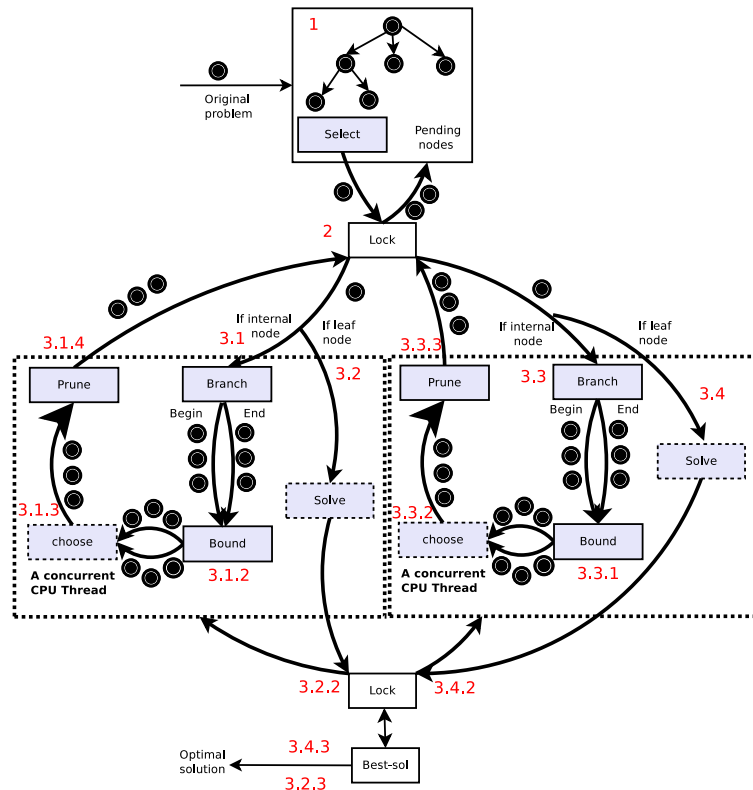 1
Original
problem
Select
Pending
nodes
2
Lock
3.1.4
If internal
node
3.1
If leaf
node
3.2
3.3.3
If internal
node
3.3
If leaf
node
3.4
Prune
Branch
Begin
End
Solve
3.1.3
choose
Bound
3.1.2
A concurrent
CPU Thread
Prune
Branch
Begin
End
Solve
3.3.2
choose
Bound
3.3.1
A concurrent
CPU Thread
3.2.2
Lock
3.4.2
Optimal
solution
3.4.3
3.2.3
Best-sol